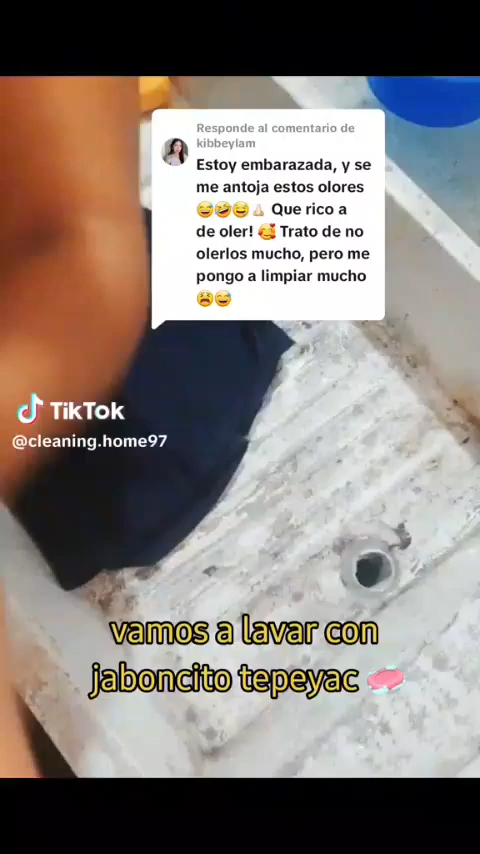 Responde al comentario de
kibbeylam
Estoy embarazada, y se
me antoja estos olores
😅🤣😂👃🏻 Que rico a
de oler! 🥰 Trato de no
olerlos mucho, pero me
pongo a limpiar mucho
😫😅
TikTok
@cleaning.home97
vamos a lavar con
jaboncito tepeyac 🧼